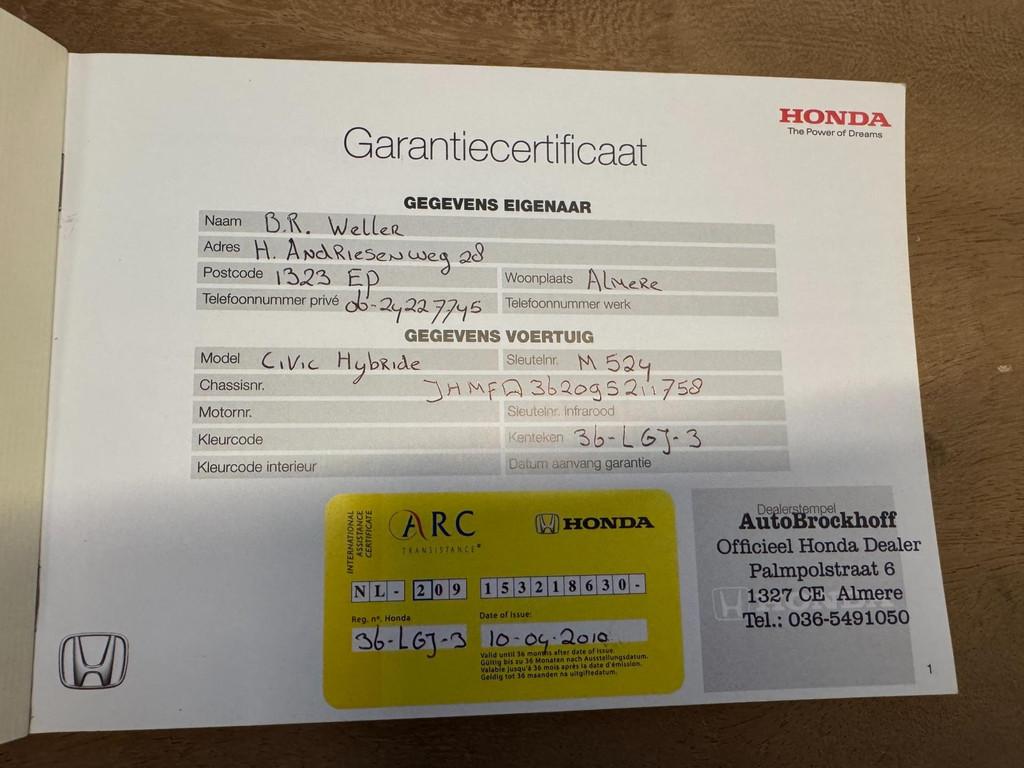 HONDA
The Power of Dreams
Garantiecertificaat
GEGEVENS EIGENAAR
Naam B.R. Weller
Adres H. Andriesenweg 28
Postcode 1323 EP Woonplaats Almere
Telefoonnummer privé 06-24227745 Telefoonnummer werk
GEGEVENS VOERTUIG
Model Civic Hybride Sleutelnr. M 524
Chassisnr. JHMFD36209S211758
Motornr. Sleutelnr. infrarood
Kleurcode Kenteken 36-LGJ-3
Kleurcode interieur Datum aanvang garantie
INTERNATIONAL
ASSISTANCE
CERTIFICATE
ARC
TRANSISTANCE®
HONDA
NL-209 153218630-
Reg. nº. Honda Date of Issue:
36-LGJ-3 10-04-2010
Valid until 36 months after date of issue.
Gültig bis zu 36 Monaten nach Ausstellungsdatum.
Valable jusqu'à 36 mois après la date d'émission.
Geldig tot 36 maanden na uitgiftedatum.
Dealerstempel
AutoBrockhoff
Officieel Honda Dealer
Palmpolstraat 6
1327 CE Almere
Tel.: 036-5491050
HONDA
1